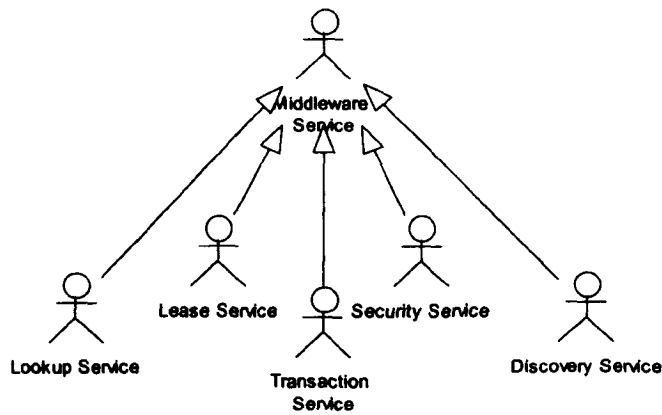 Middleware
Service
Lease Service
Security Service
Lookup Service
Transaction
Service
Discovery Service